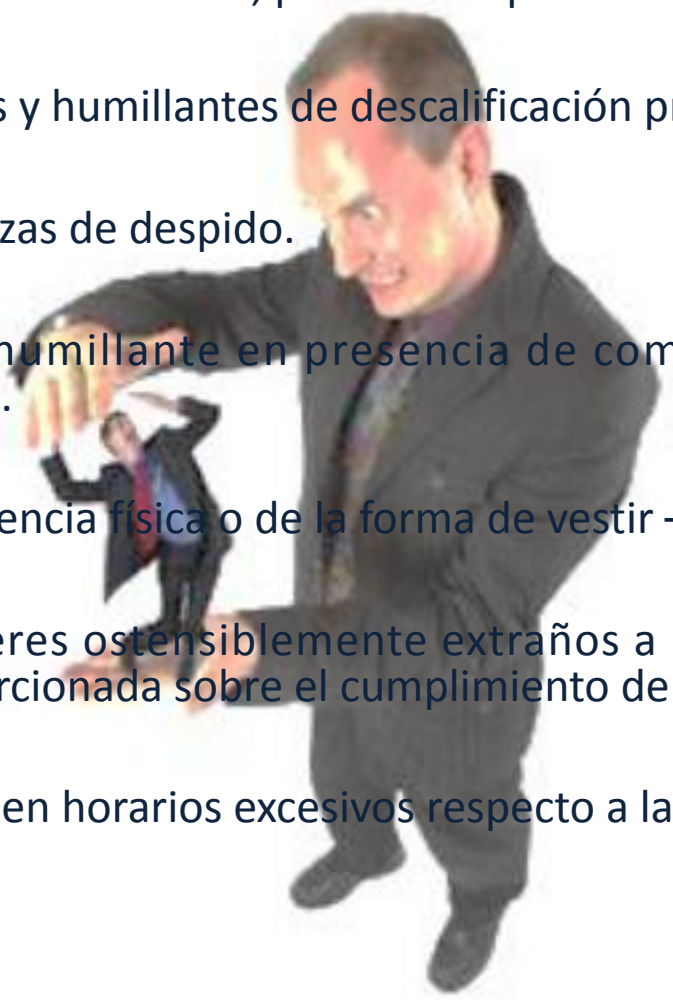 s y humillantes de descalificación pr
zas de despido.
humillante en presencia de com
.
encia física o de la forma de vestir -
eres ostensiblemente extraños a
rcionada sobre el cumplimiento de
en horarios excesivos respecto a la